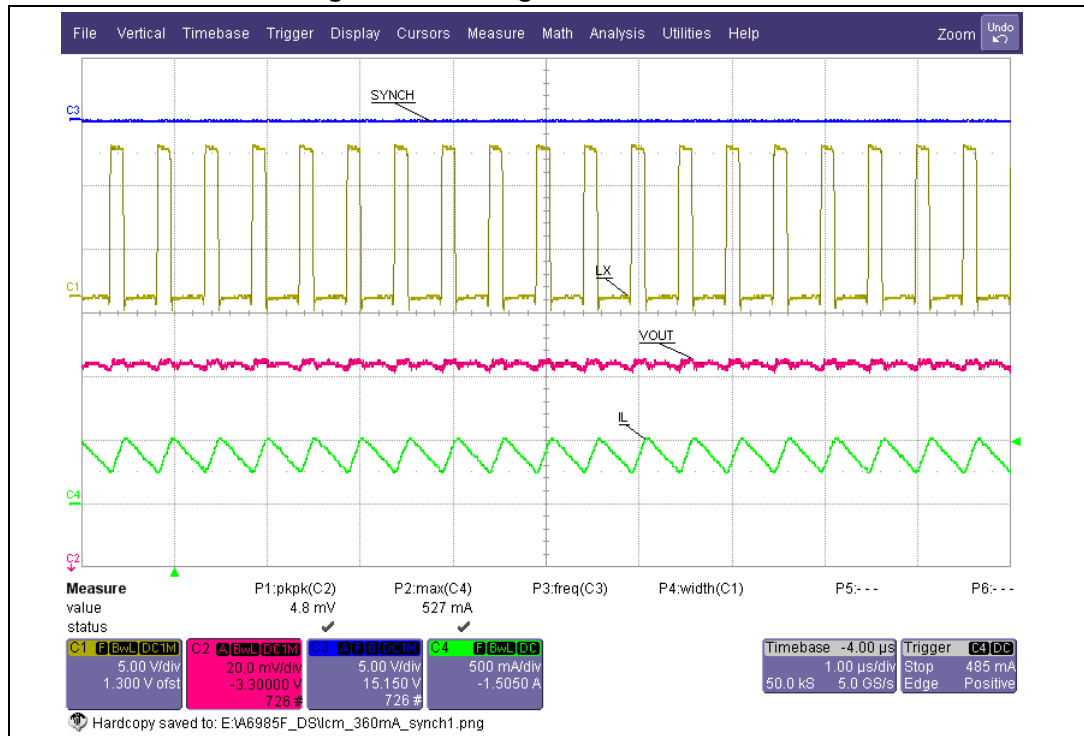 File Vertical Timebase Trigger Display Cursors Measure Math Analysis Utilities Help Zoom Undo
C3
SYNCH
C1
LX
VOUT
IL
C4
C2
Measure P1:pkpk(C2) P2:max(C4) P3:freq(C3) P4:width(C1) P5:- - - P6:- - -
value 4.8 mV 527 mA
status
C1 F BwL DC1M C2 A BwL DC1M C3 A F B DC1M C4 F BwL DC Timebase -4.00 µs Trigger C4 DC
5.00 V/div 20.0 mV/div 5.00 V/div 500 mA/div 1.00 µs/div Stop 485 mA
1.300 V ofst -3.30000 V 15.150 V -1.5050 A 50.0 kS 5.0 GS/s Edge Positive
726 # 726 #
Hardcopy saved to: E:\A6985F_DS\lcm_360mA_synch1.png